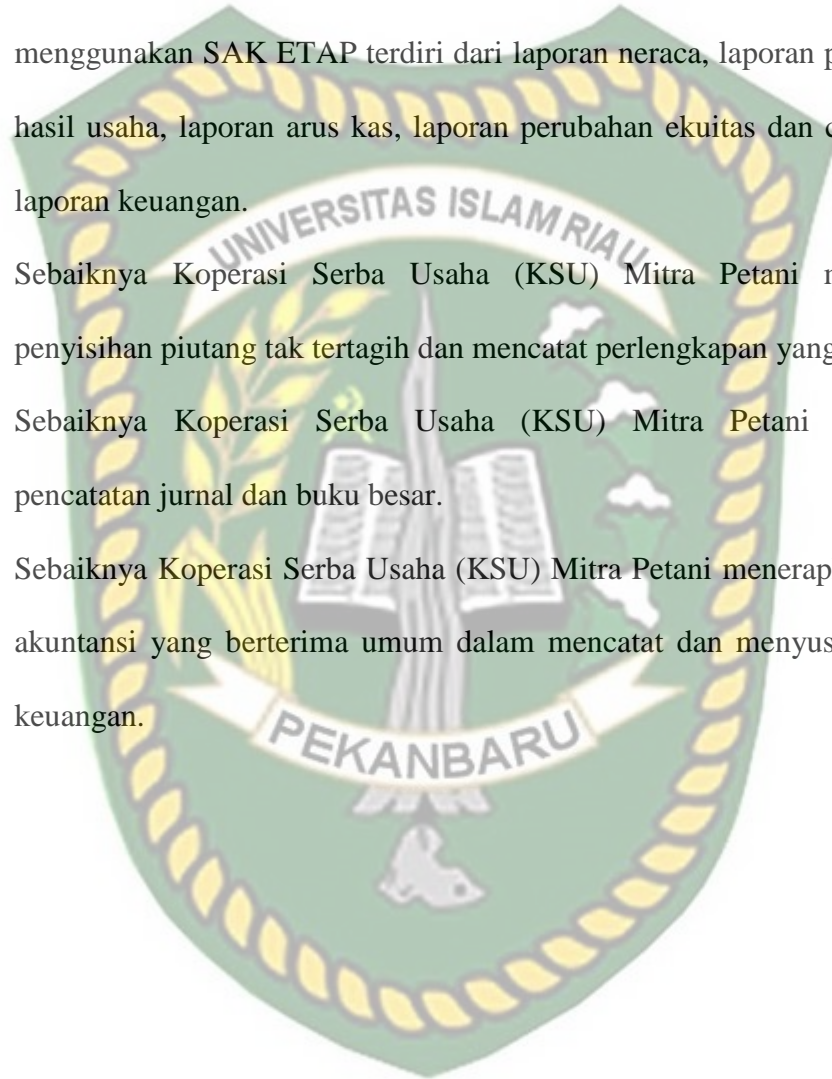 menggunakan SAK ETAP terdiri dari laporan neraca, laporan
hasil usaha, laporan arus kas, laporan perubahan ekuitas dan
laporan keuangan.
UNIVERSITAS ISLAM RIAU
Sebaiknya Koperasi Serba Usaha (KSU) Mitra Petani
penyisihan piutang tak tertagih dan mencatat perlengkapan yang
Sebaiknya Koperasi Serba Usaha (KSU) Mitra Petani
pencatatan jurnal dan buku besar.
Sebaiknya Koperasi Serba Usaha (KSU) Mitra Petani menerap
akuntansi yang berterima umum dalam mencatat dan menyus
keuangan.
PEKANBARU